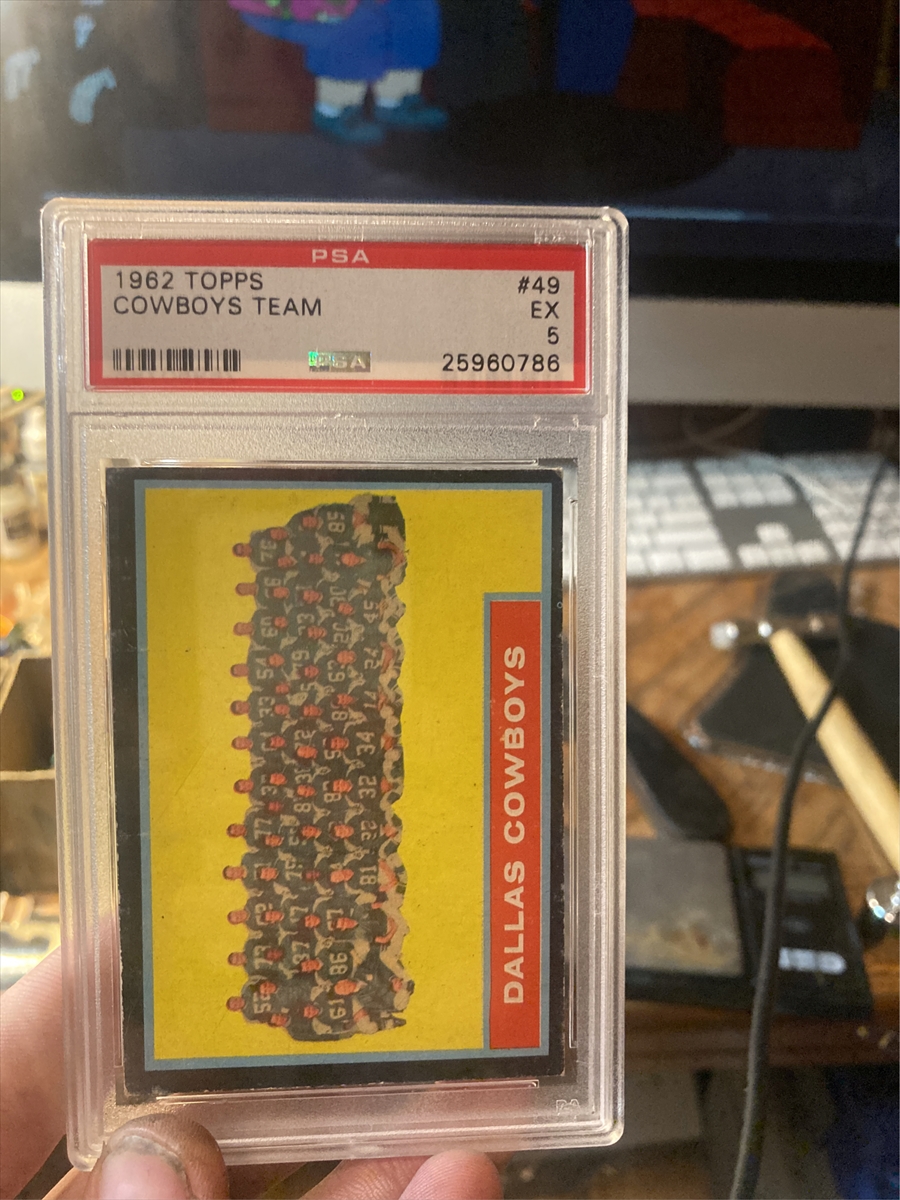 PSA
1962 TOPPS #49
COWBOYS TEAM EX
5
PSA 25960786
DALLAS COWBOYS